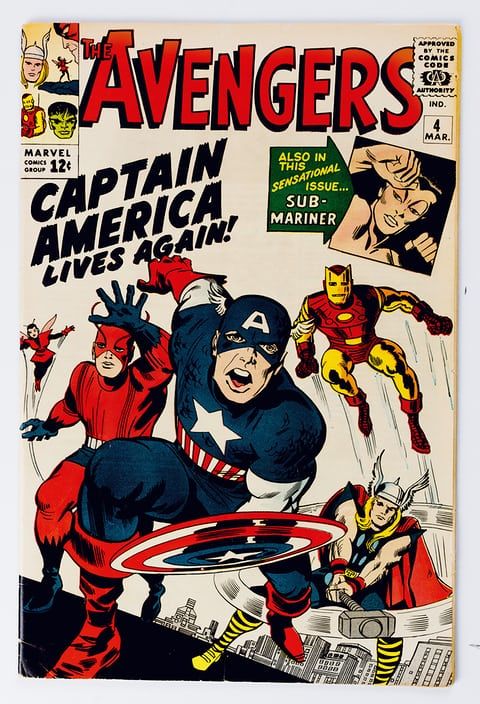 THE AVENGERS
APPROVED
BY THE
COMICS
CODE
CA
AUTHORITY
IND.
4
MAR.
MARVEL
COMICS
GROUP
12¢
CAPTAIN
AMERICA
LIVES AGAIN!
ALSO IN
THIS
SENSATIONAL
ISSUE...
SUB-
MARINER
A